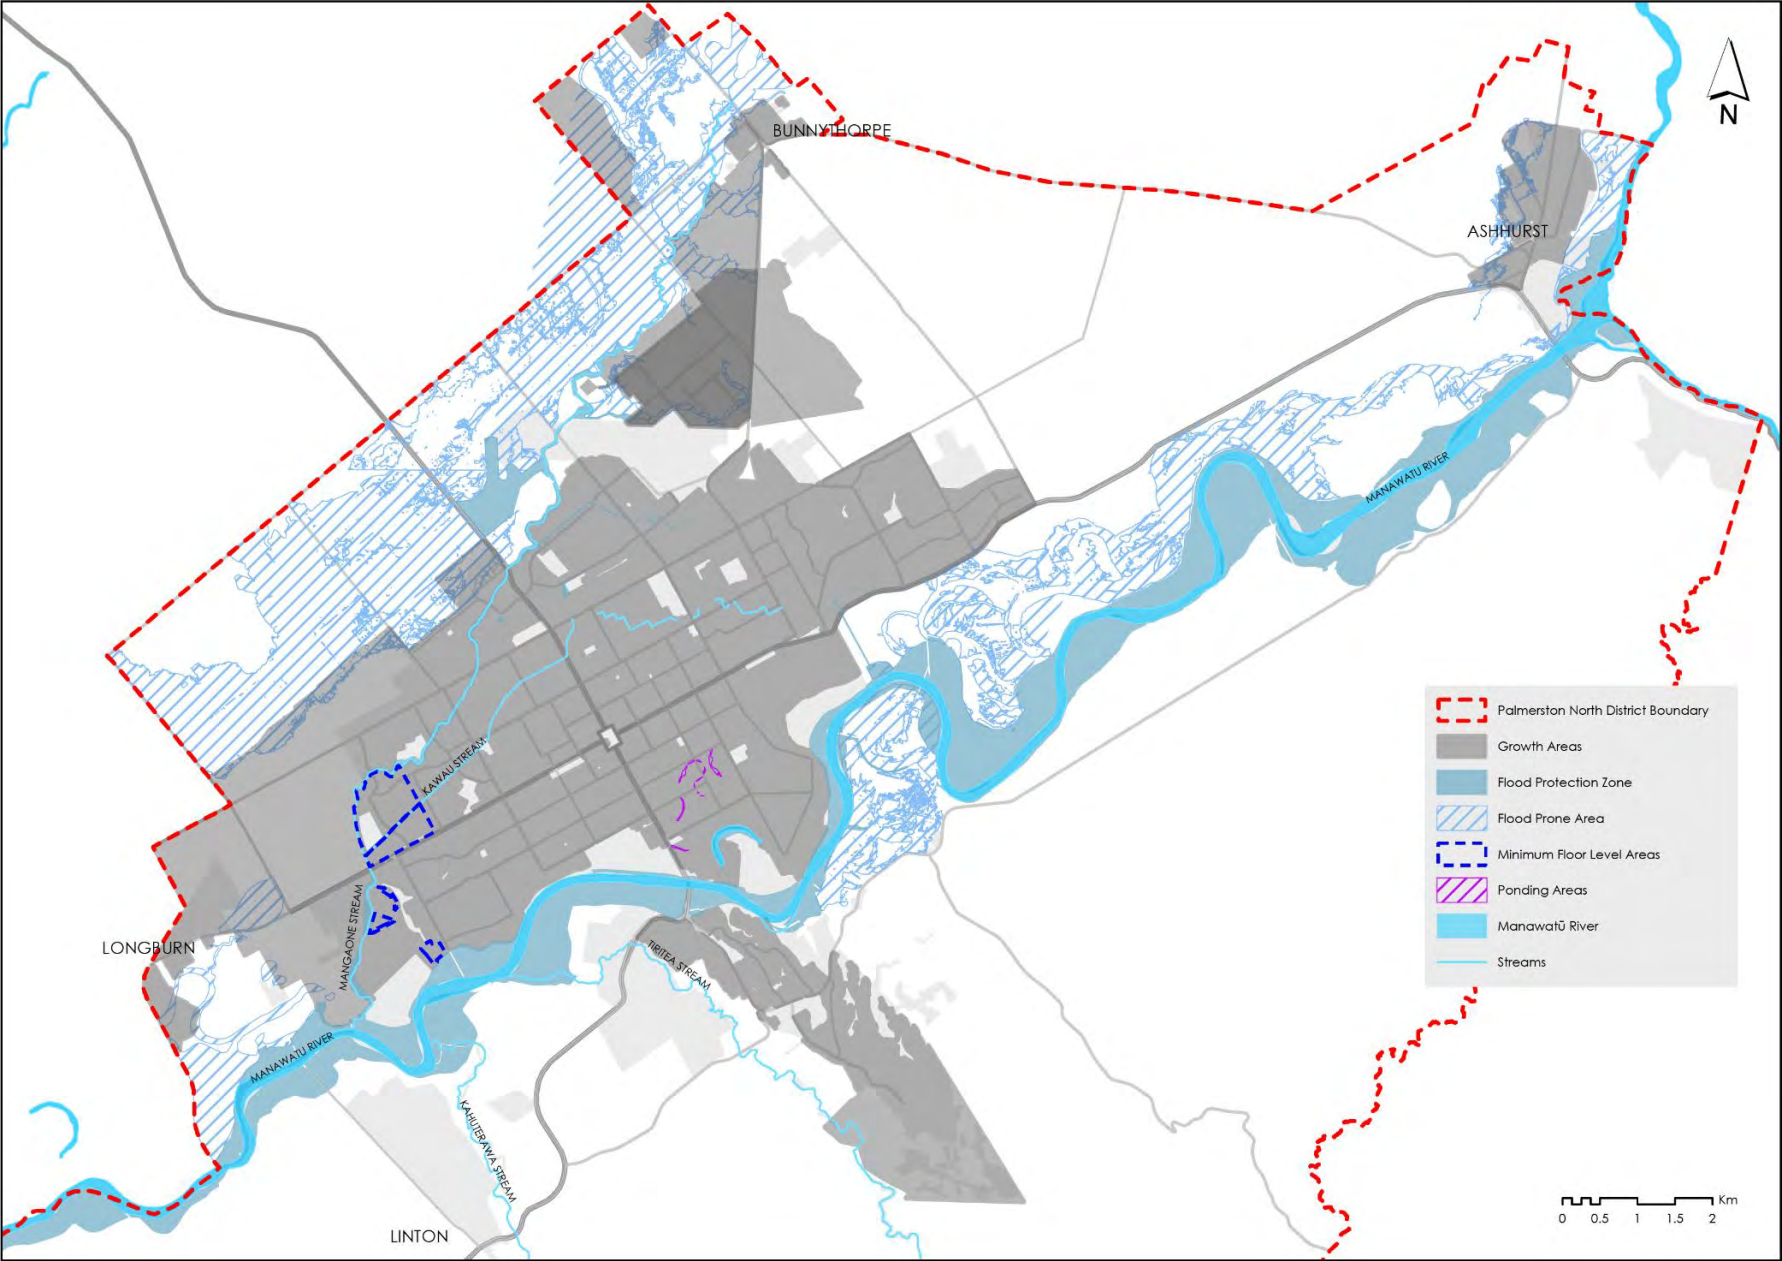 N
BUNNYTHORPE
ASHHURST
MANAWATU RIVER
KAWAU STREAM
MANGAONE STREAM
LONGBURN
TIRITEA STREAM
MANAWATU RIVER
KAHUTERAWA STREAM
LINTON
Palmerston North District Boundary
Growth Areas
Flood Protection Zone
Flood Prone Area
Minimum Floor Level Areas
Ponding Areas
Manawatū River
Streams
Km
0 0.5 1 1.5 2